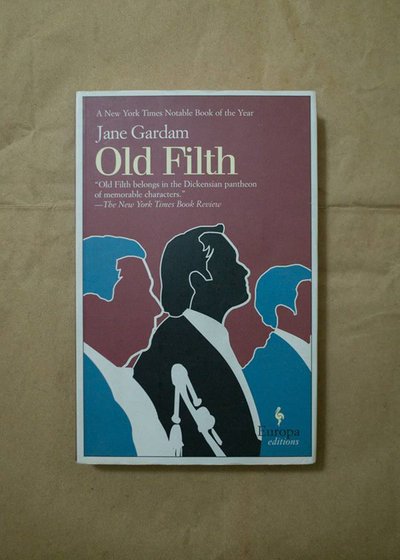 A New York Times Notable Book of the Year
Jane Gardam
Old Filth
“Old Filth belongs in the Dickensian pantheon
of memorable characters.”
—The New York Times Book Review
Europa
editions